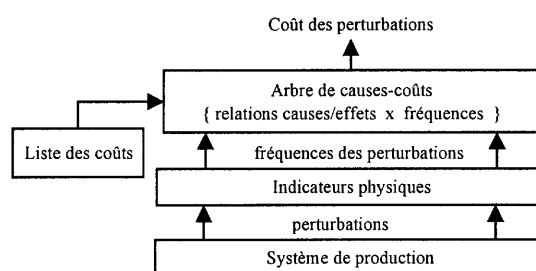 Coût des perturbations
Arbre de causes-coûts
{ relations causes/effets x fréquences }
Liste des coûts
fréquences des perturbations
Indicateurs physiques
perturbations
Système de production